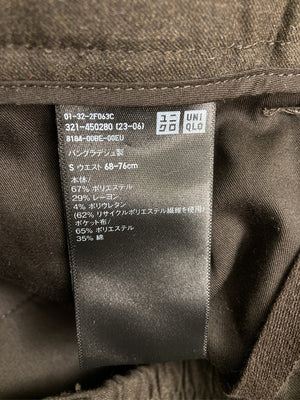 01-32-2F063C
321-450280 (23-06)
8184-00BE-00EU
ユニクロ
UNIQLO
バングラデシュ製
S ウエスト 68-76cm
本体/
67% ポリエステル
29% レーヨン
4% ポリウレタン
(62% リサイクルポリエステル繊維を使用)
ポケット布/
65% ポリエステル
35% 綿